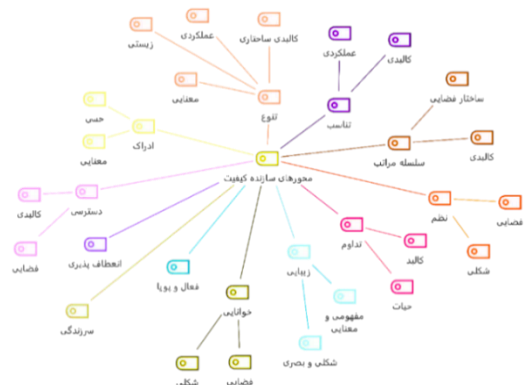 عملکردی
کالبدی ساختاری
زیستی
عملکردی
کالبدی
معنایی
تنوع
تناسب
ساختار فضایی
حسی
ادراک
معنایی
سلسله مراتب
کالبدی
محورهای سازنده کیفیت
دسترسی
کالبدی
نظم
فضایی
فضایی
انعطاف پذیری
تداوم
کالبد
شکلی
فعال و پویا
زیبایی
حیات
سرزندگی
خوانایی
مفهومی و
معنایی
شکلی و بصری
شکلی
فضایی